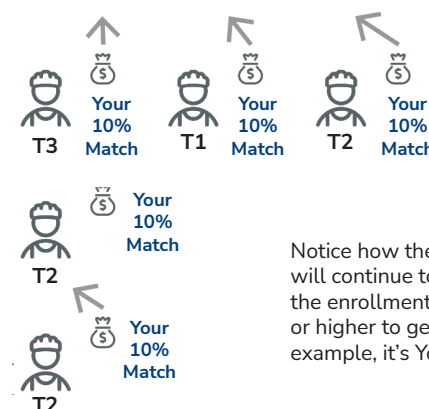 Your
10%
Match
T3
Your
10%
Match
T1
Your
10%
Match
T2
Your
10%
Match
T2
Notice how the
will continue to
the enrollment
or higher to ge
example, it's Yo
Your
10%
Match
T2